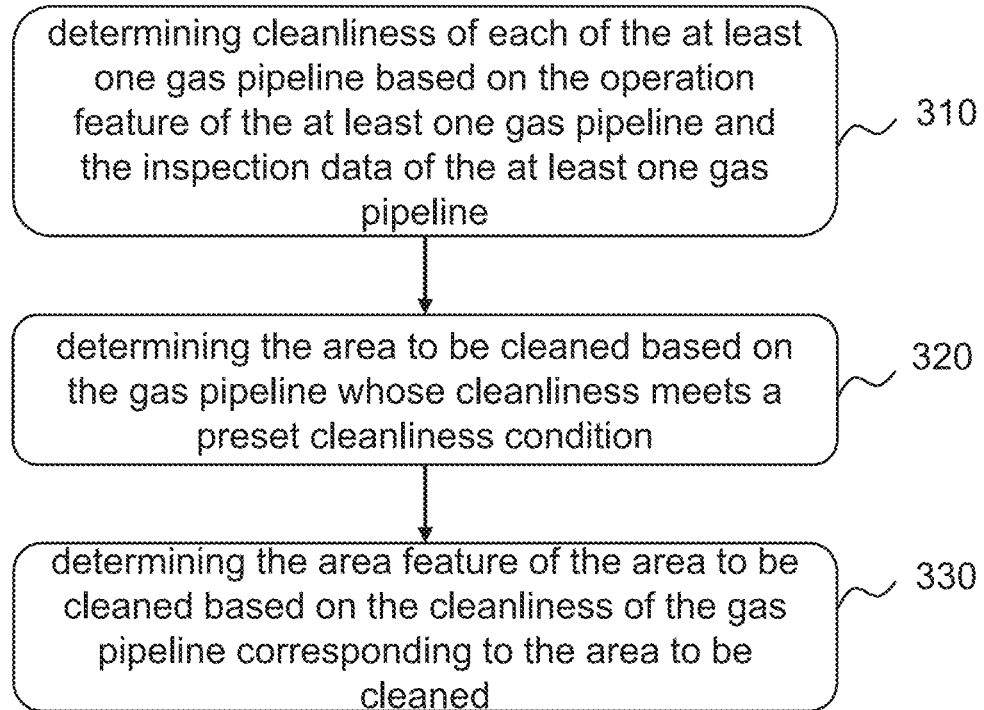 determining cleanliness of each of the at least
one gas pipeline based on the operation
feature of the at least one gas pipeline and
the inspection data of the at least one gas
pipeline
310
determining the area to be cleaned based on
the gas pipeline whose cleanliness meets a
preset cleanliness condition
320
determining the area feature of the area to be
cleaned based on the cleanliness of the gas
pipeline corresponding to the area to be
cleaned
330